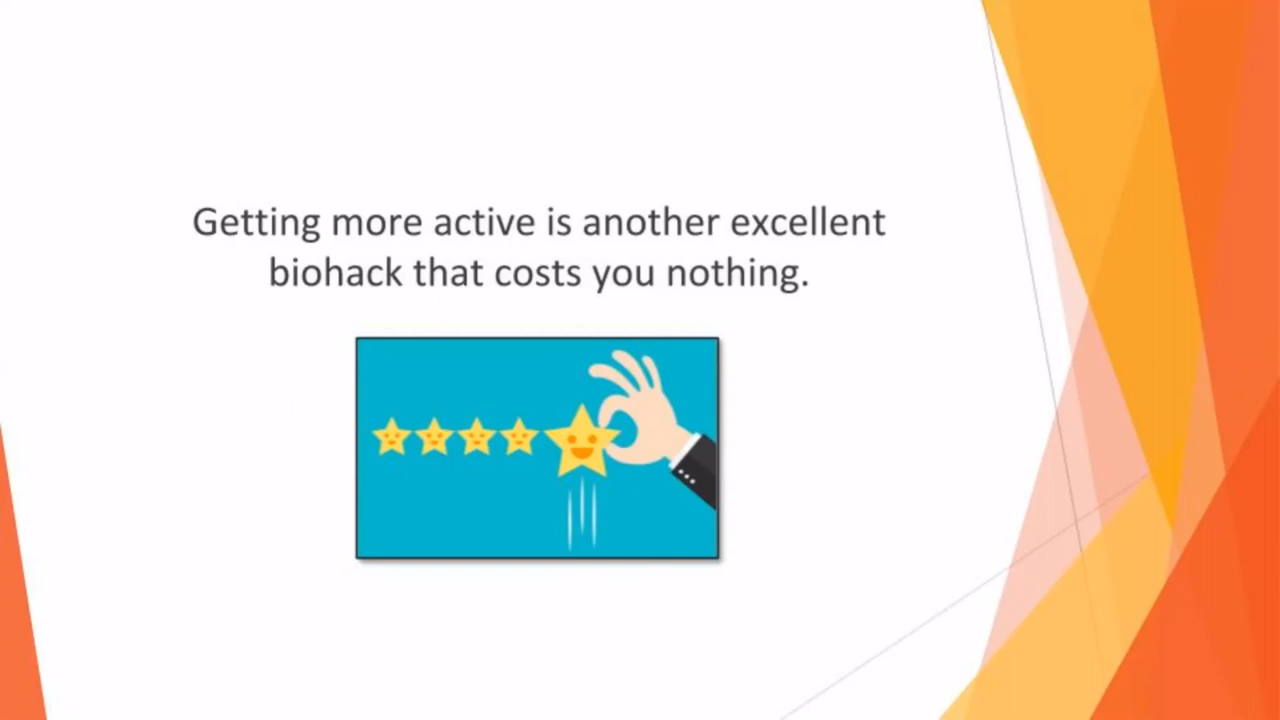 Getting more active is another excellent
biohack that costs you nothing.